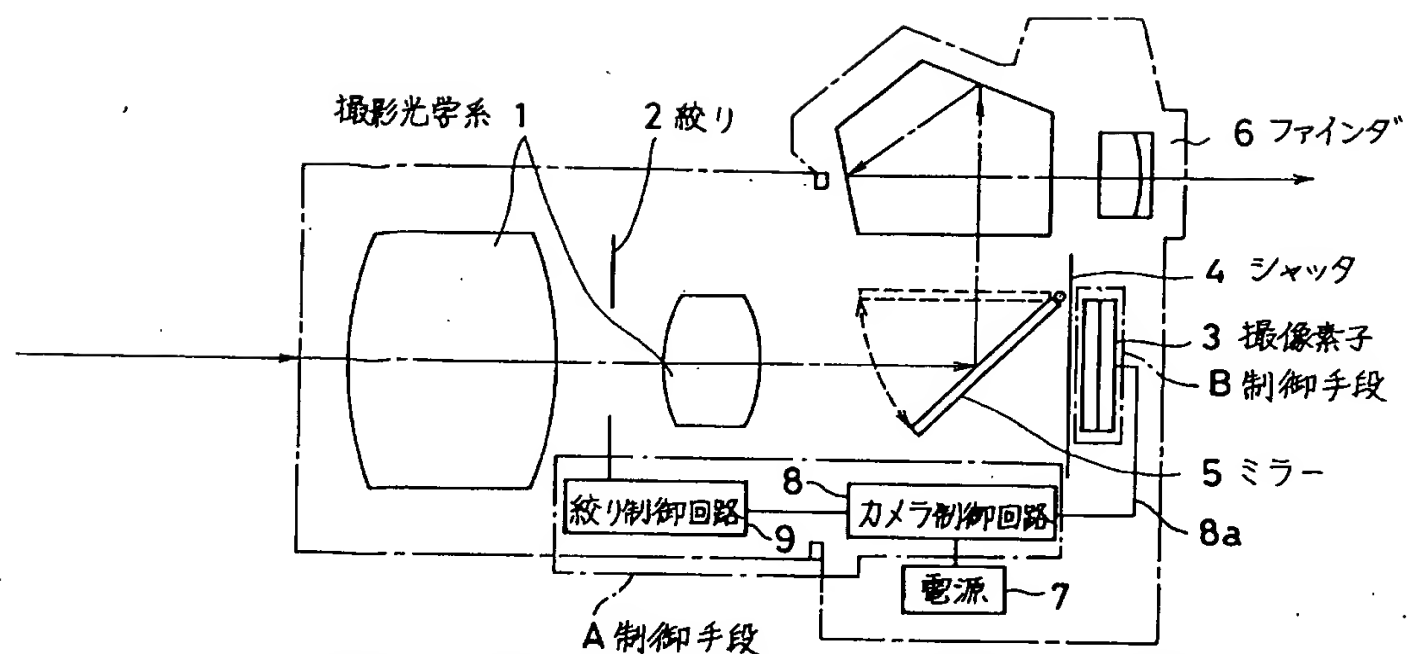 撮影光学系 1
2 絞り
6 ファインダ
4 シャッタ
3 撮像素子
B 制御手段
5 ミラー
8
絞り制御回路
カメラ制御回路
9
8a
電源
7
A 制御手段